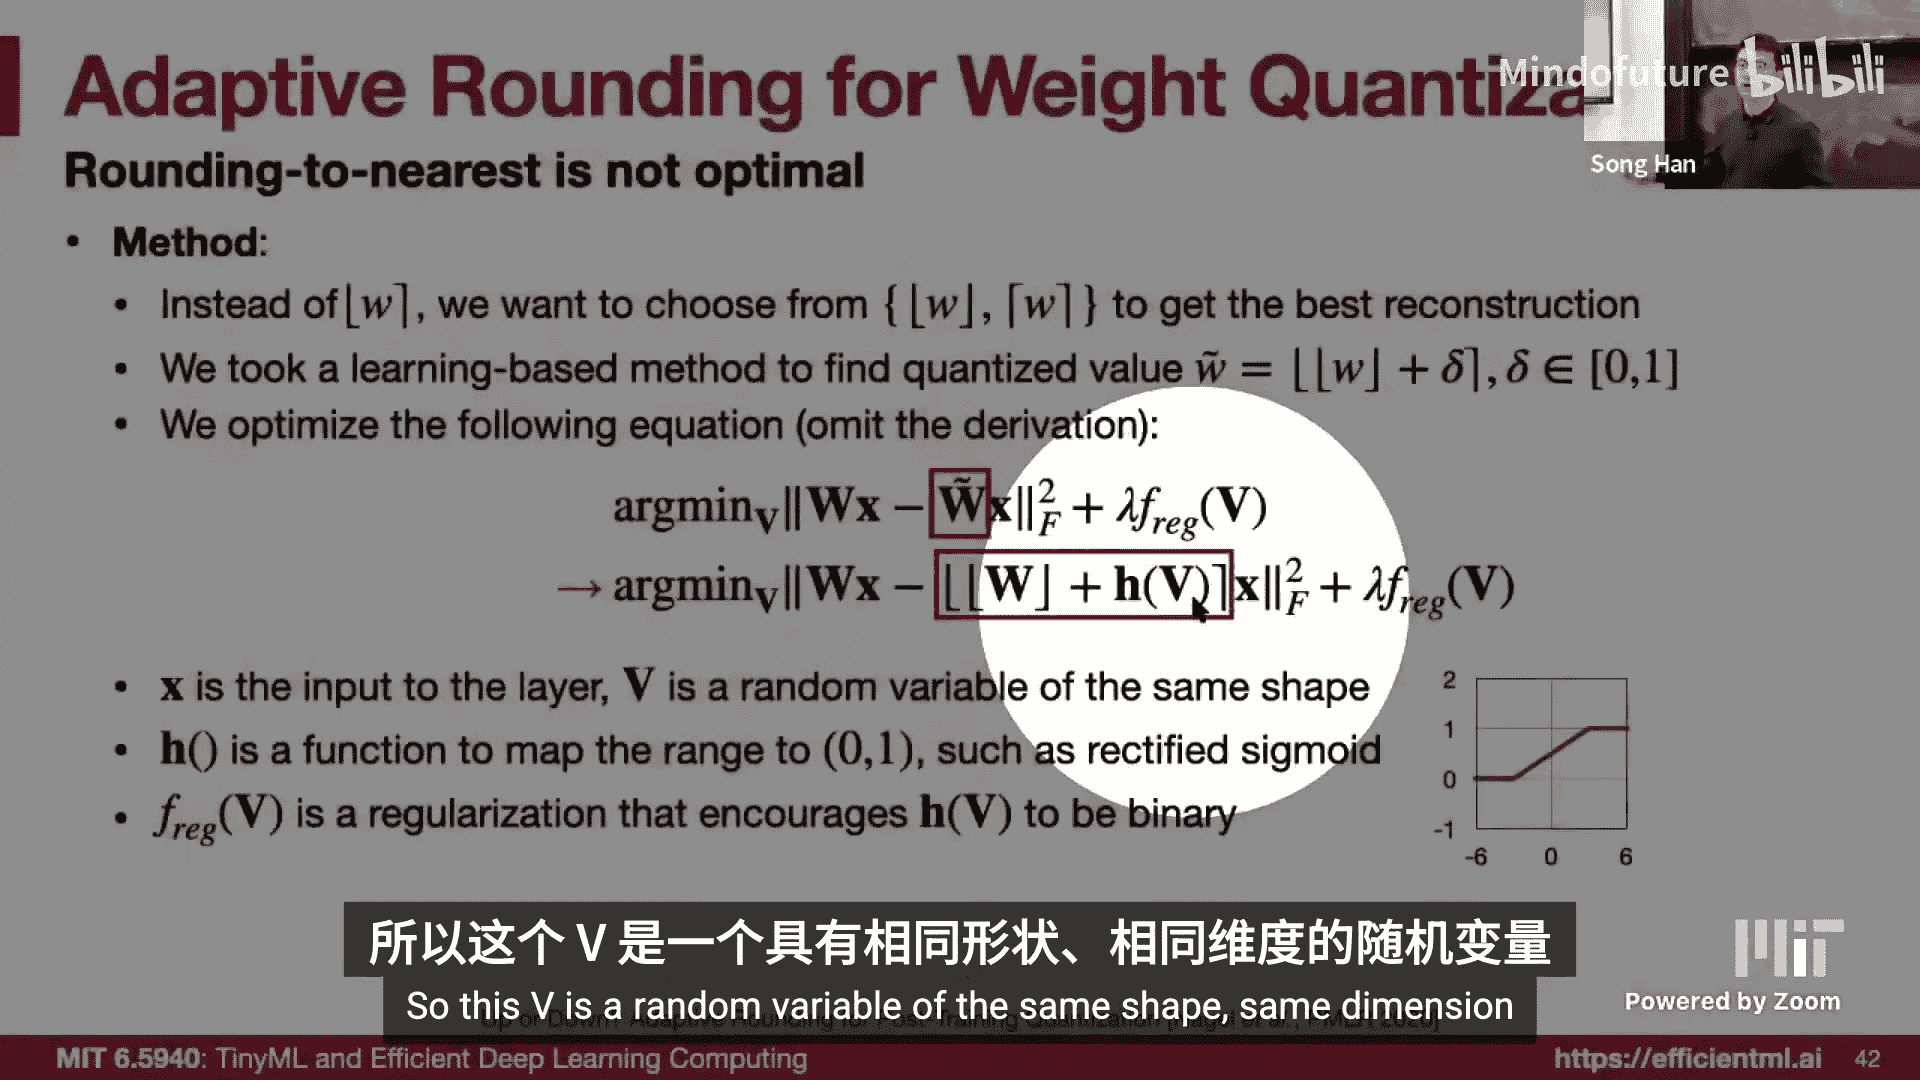 Adaptive Rounding for Weight Quantiza
Mindofuture bilibili
Song Han
Rounding-to-nearest is not optimal
• Method:
• Instead of ⌊w⌉, we want to choose from {⌊w⌋, ⌈w⌉} to get the best reconstruction
• We took a learning-based method to find quantized value w̃ = ⌊⌊w⌋ + δ⌉, δ ∈ [0,1]
• We optimize the following equation (omit the derivation):
argmin_V ‖Wx − W̃x‖²_F + λf_reg(V)
→ argmin_V ‖Wx − ⌊⌊W⌋ + h(V)⌉x‖²_F + λf_reg(V)
• x is the input to the layer, V is a random variable of the same shape
• h() is a function to map the range to (0,1), such as rectified sigmoid
• f_reg(V) is a regularization that encourages h(V) to be binary
2
1
0
-1
-6 0 6
所以这个 V 是一个具有相同形状、相同维度的随机变量
So this V is a random variable of the same shape, same dimension
MIT
Powered by Zoom
MIT 6.5940: TinyML and Efficient Deep Learning Computing
https://efficientml.ai 42